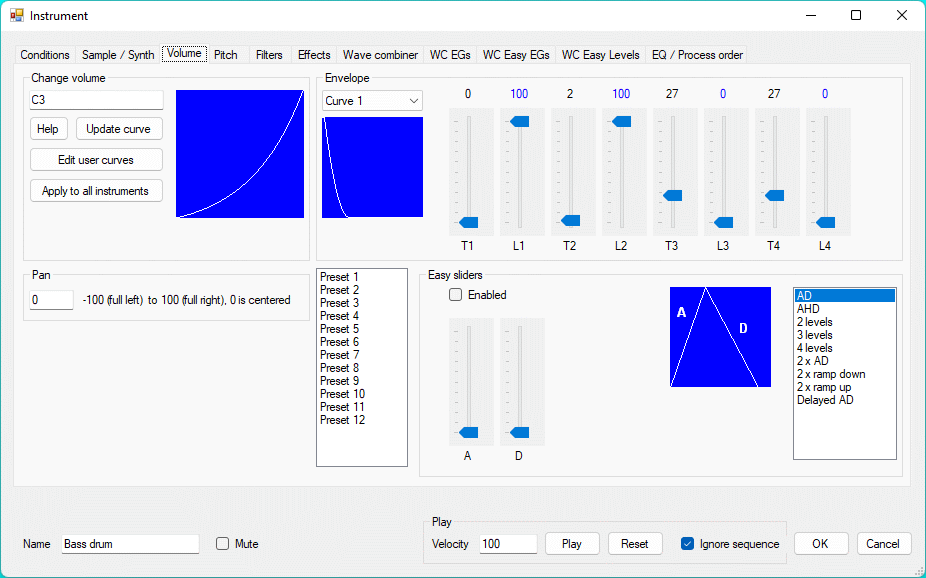 Instrument
Conditions Sample / Synth Volume Pitch Filters Effects Wave combiner WC EGs WC Easy EGs WC Easy Levels EQ / Process order
Change volume
C3
Help Update curve
Edit user curves
Apply to all instruments
Envelope
Curve 1
0 100 2 100 27 0 27 0
T1 L1 T2 L2 T3 L3 T4 L4
Pan
0 -100 (full left) to 100 (full right), 0 is centered
Preset 1
Preset 2
Preset 3
Preset 4
Preset 5
Preset 6
Preset 7
Preset 8
Preset 9
Preset 10
Preset 11
Preset 12
Easy sliders
Enabled
A D
A
D
AD
AHD
2 levels
3 levels
4 levels
2 x AD
2 x ramp down
2 x ramp up
Delayed AD
Name Bass drum Mute
Play
Velocity 100 Play Reset Ignore sequence OK Cancel